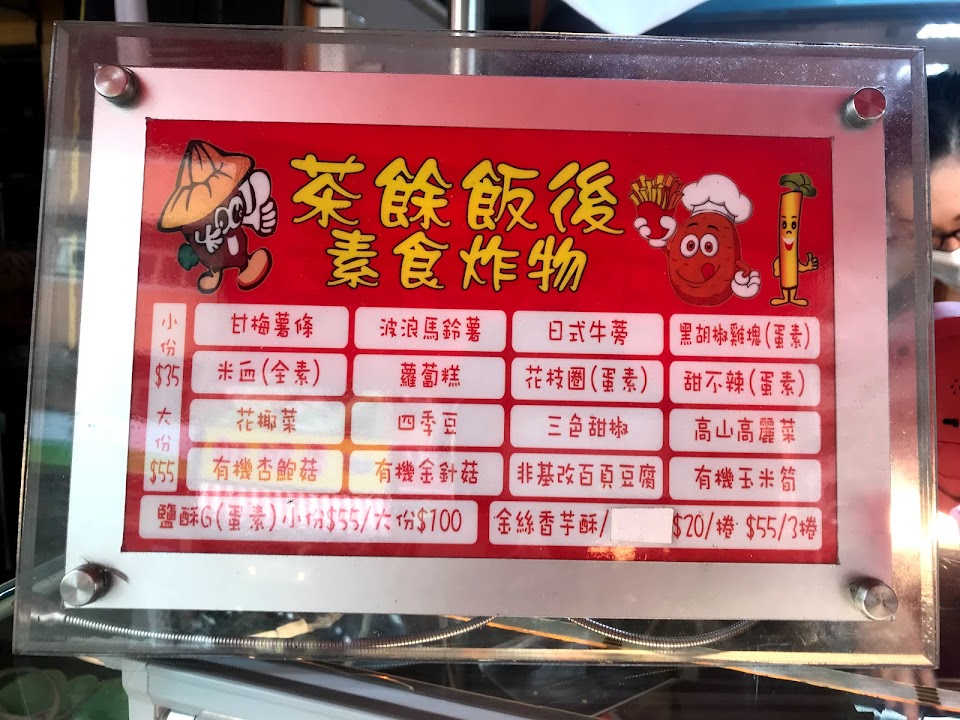 茶餘飯後
素食炸物
小份$35
大份$55
甘梅薯條 波浪馬鈴薯 日式牛蒡 黑胡椒雞塊(蛋素)
米血(全素) 蘿蔔糕 花枝圈(蛋素) 甜不辣(蛋素)
花椰菜 四季豆 三色甜椒 高山高麗菜
有機杏鮑菇 有機金針菇 非基改百頁豆腐 有機玉米筍
鹽酥G(蛋素)小份$55/大份$100 金絲香芋酥/ $20/捲 $55/3捲